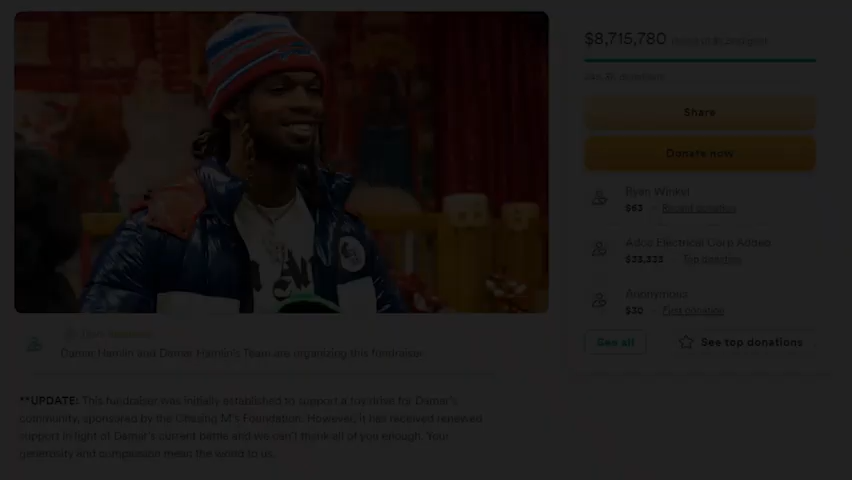 $8,715,780
Share
Donate now
Ryan Winkel
$63 · Recent donation
Adco Electrical Corp Added
$23,323 · Top donation
Anonymous
$30 · First donation
See all
See top donations
Damar Hamlin and Damar Hamlin's Team are organizing this fundraiser.
**UPDATE: This fundraiser was initially established to support a toy drive for Damar's
community, sponsored by the Chasing M's Foundation. However, it has received renewed
support in light of Damar's current battle and we can't thank all of you enough. Your
generosity and compassion mean the world to us.